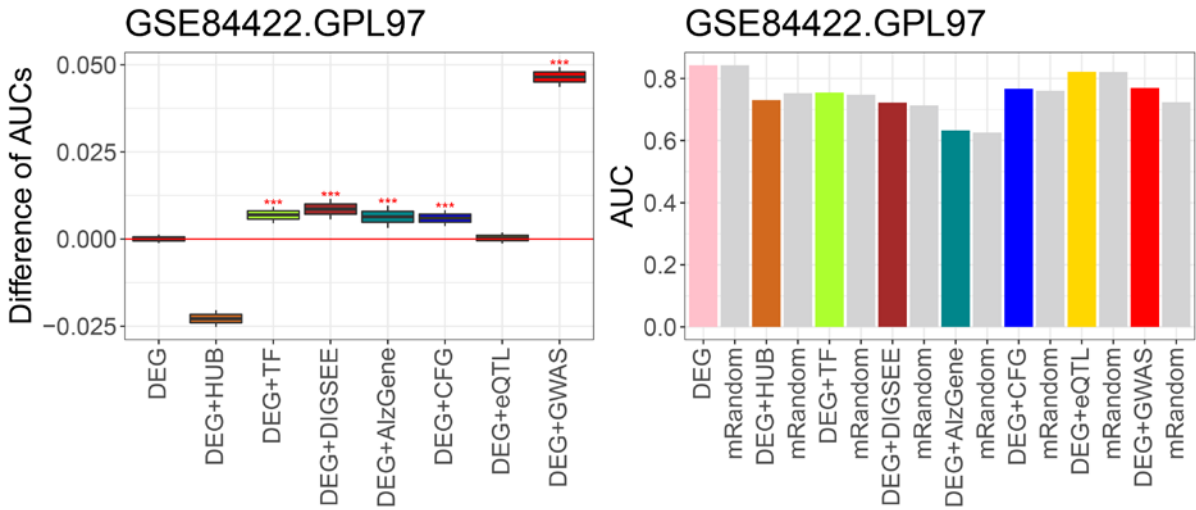 GSE84422.GPL97
Difference of AUCs
0.050
0.025
0.000
−0.025
***
***
***
***
***
DEG
DEG+HUB
DEG+TF
DEG+DIGSEE
DEG+AlzGene
DEG+CFG
DEG+eQTL
DEG+GWAS
GSE84422.GPL97
AUC
0.8
0.6
0.4
0.2
0.0
DEG
mRandom
DEG+HUB
mRandom
DEG+TF
mRandom
DEG+DIGSEE
mRandom
DEG+AlzGene
mRandom
DEG+CFG
mRandom
DEG+eQTL
mRandom
DEG+GWAS
mRandom